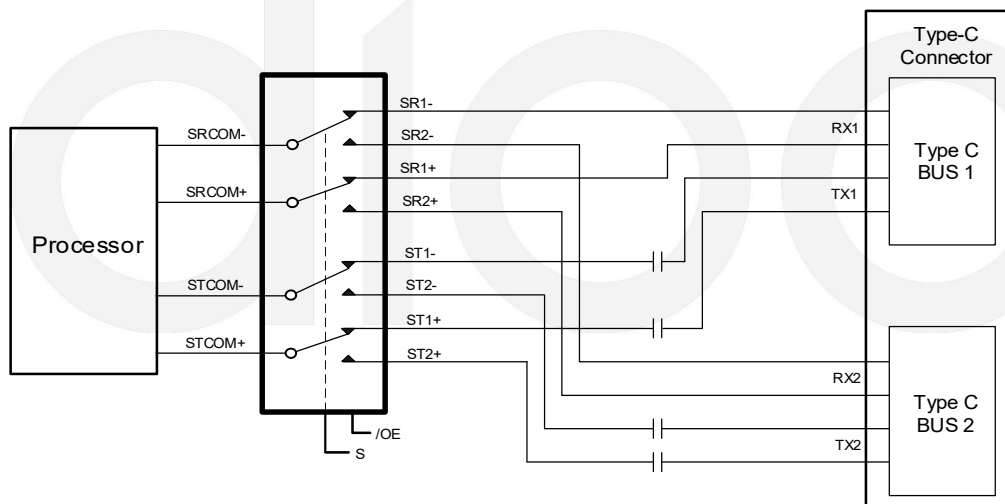 Type-C
Connector
SR1-
RX1
SRCOM-
SR2-
Type C
BUS 1
SR1+
SRCOM+
TX1
SR2+
Processor
ST1-
STCOM-
ST2-
ST1+
STCOM+
ST2+
RX2
Type C
BUS 2
/OE
TX2
S
dioo